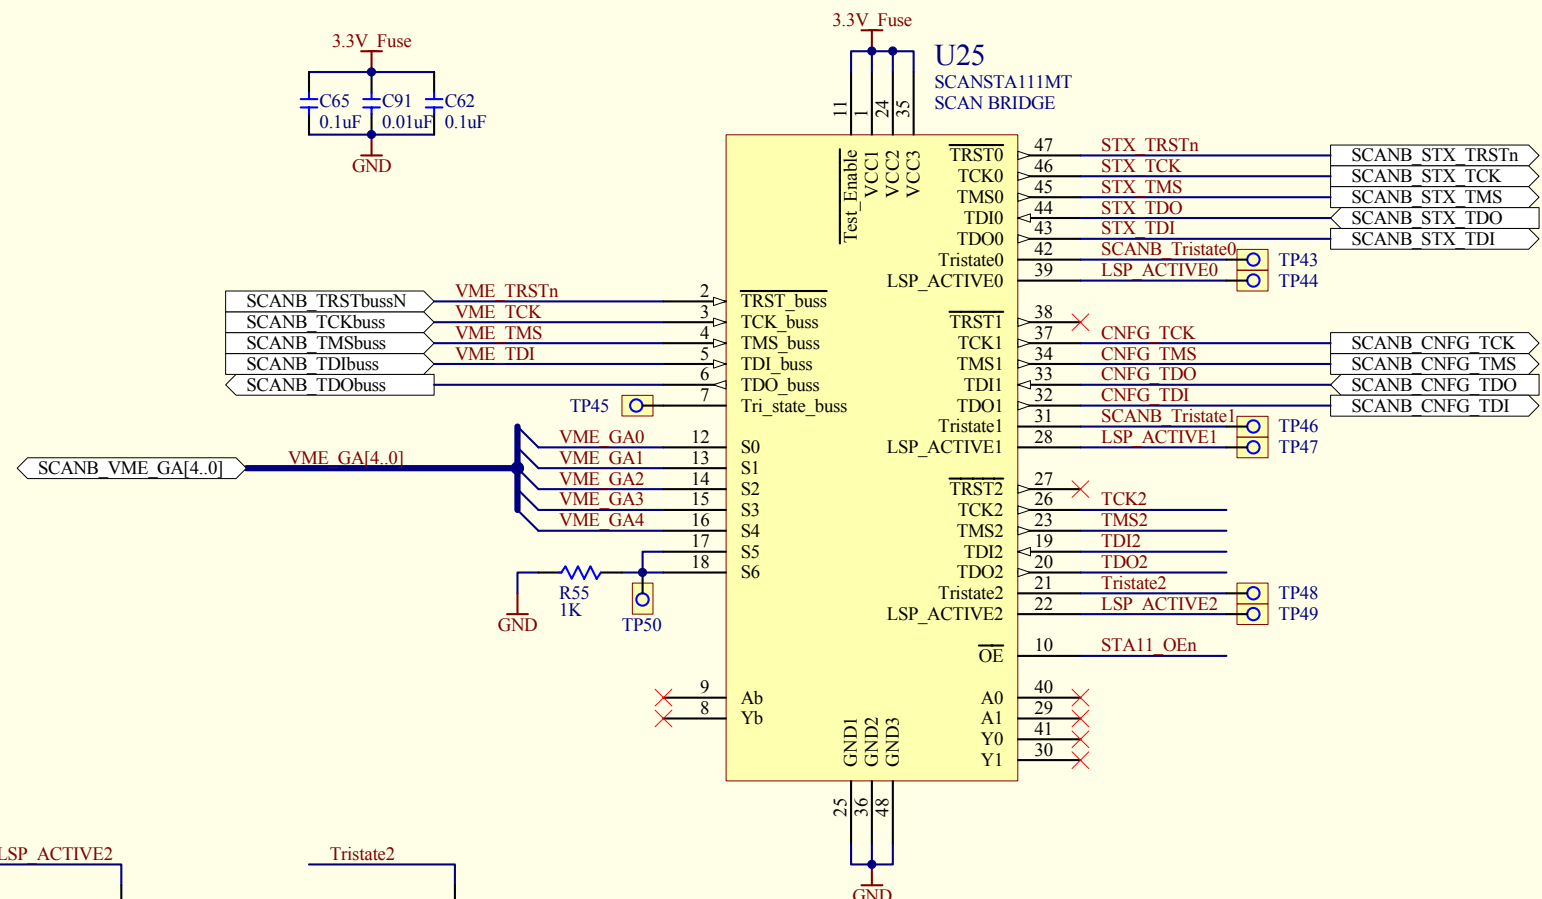 3.3V_Fuse
C65
0.1uF
C91
0.01uF
C62
0.1uF
GND
3.3V_Fuse
U25
SCANSTA111MT
SCAN BRIDGE
11
1
24
35
Test_Enable
VCC1
VCC2
VCC3
TRST0 47 STX_TRSTn SCANB_STX_TRSTn
TCK0 46 STX_TCK SCANB_STX_TCK
TMS0 45 STX_TMS SCANB_STX_TMS
TDI0 44 STX_TDO SCANB_STX_TDO
TDO0 43 STX_TDI SCANB_STX_TDI
Tristate0 42 SCANB_Tristate0 TP43
LSP_ACTIVE0 39 LSP_ACTIVE0 TP44
SCANB_TRSTbussN VME_TRSTn 2 TRST_buss
SCANB_TCKbuss VME_TCK 3 TCK_buss
SCANB_TMSbuss VME_TMS 4 TMS_buss
SCANB_TDIbuss VME_TDI 5 TDI_buss
SCANB_TDObuss 6 TDO_buss
TP45 7 Tri_state_buss
TRST1 38
TCK1 37 CNFG_TCK SCANB_CNFG_TCK
TMS1 34 CNFG_TMS SCANB_CNFG_TMS
TDI1 33 CNFG_TDO SCANB_CNFG_TDO
TDO1 32 CNFG_TDI SCANB_CNFG_TDI
Tristate1 31 SCANB_Tristate1 TP46
LSP_ACTIVE1 28 LSP_ACTIVE1 TP47
SCANB_VME_GA[4..0] VME_GA[4..0]
VME_GA0 12 S0
VME_GA1 13 S1
VME_GA2 14 S2
VME_GA3 15 S3
VME_GA4 16 S4
17 S5
18 S6
R55
1K
GND
TP50
TRST2 27
TCK2 26 TCK2
TMS2 23 TMS2
TDI2 19 TDI2
TDO2 20 TDO2
Tristate2 21 Tristate2 TP48
LSP_ACTIVE2 22 LSP_ACTIVE2 TP49
OE 10 STA11_OEn
9 Ab
8 Yb
A0 40
A1 29
Y0 41
Y1 30
GND1
GND2
GND3
25
36
48
GND
LSP_ACTIVE2
Tristate2